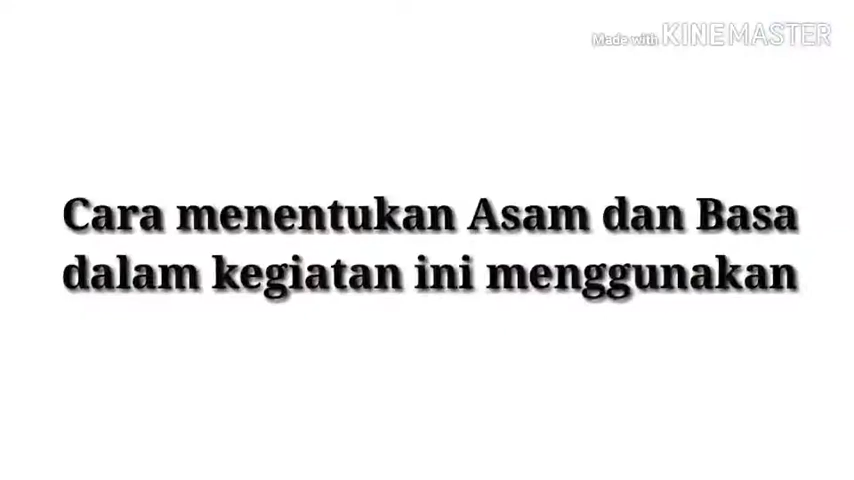 Made with KINEMASTER
Cara menentukan Asam dan Basa
dalam kegiatan ini menggunakan